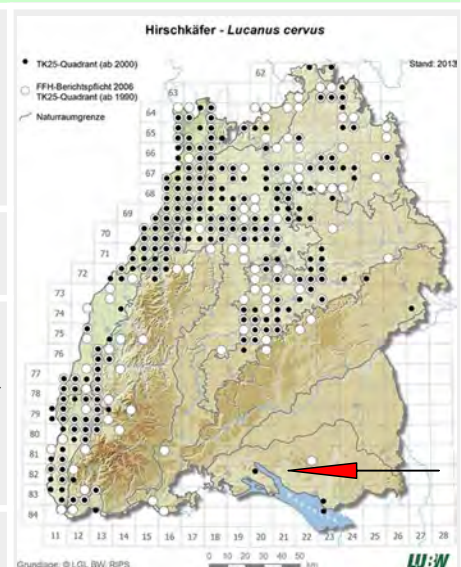 Hirschkäfer - Lucanus cervus
TK25-Quadrant (ab 2000)
Stand: 2013
FFH-Berichtspflicht 2006
TK25-Quadrant (ab 1990)
Naturraumgrenze
62
63
64
65
66
67
68
69
70
71
72
73
74
75
76
77
78
79
80
81
82
83
84
11 12 13 14 15 16 17 18 19 20 21 22 23 24 25 26 27 28
0 10 20 30 40 50
Grundlage: © LGL, BW, RIPS
LUBW